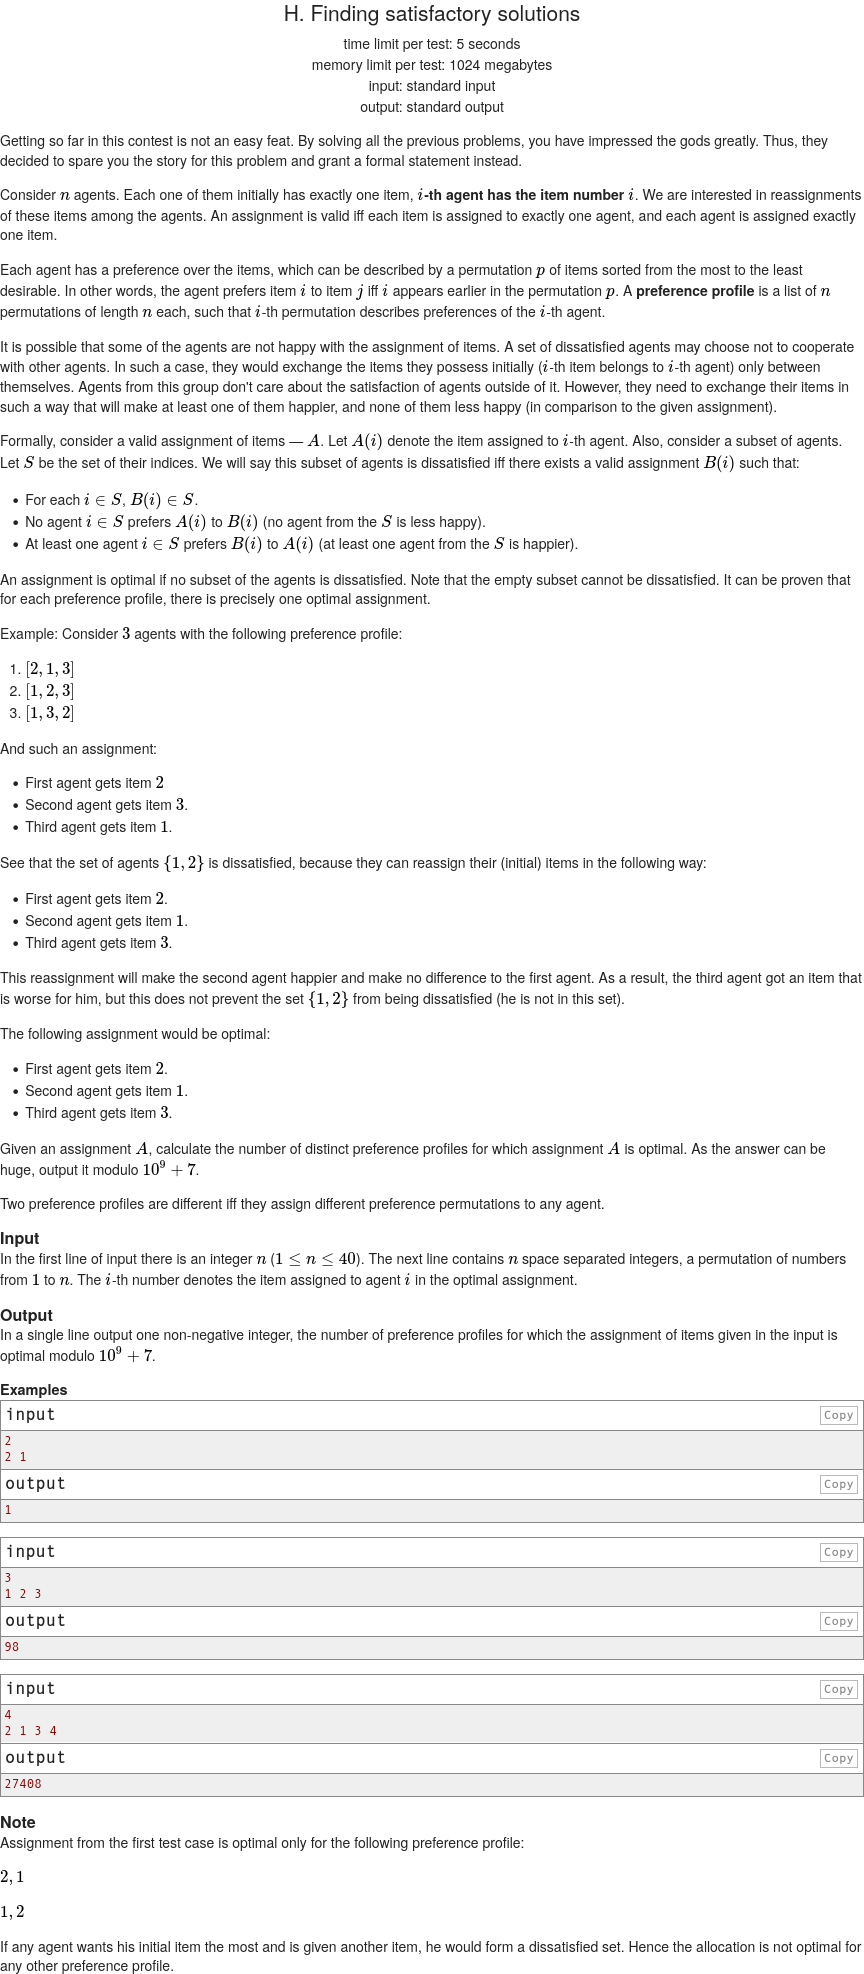 H. Finding satisfactory solutions
time limit per test: 5 seconds
memory limit per test: 1024 megabytes
input: standard input
output: standard output
Getting so far in this contest is not an easy feat. By solving all the previous problems, you have impressed the gods greatly. Thus, they
decided to spare you the story for this problem and grant a formal statement instead.
Consider n agents. Each one of them initially has exactly one item, i-th agent has the item number i. We are interested in reassignments
of these items among the agents. An assignment is valid iff each item is assigned to exactly one agent, and each agent is assigned exactly
one item.
Each agent has a preference over the items, which can be described by a permutation p of items sorted from the most to the least
desirable. In other words, the agent prefers item i to item j iff i appears earlier in the permutation p. A preference profile is a list of n
permutations of length n each, such that i-th permutation describes preferences of the i-th agent.
It is possible that some of the agents are not happy with the assignment of items. A set of dissatisfied agents may choose not to cooperate
with other agents. In such a case, they would exchange the items they possess initially (i-th item belongs to i-th agent) only between
themselves. Agents from this group don't care about the satisfaction of agents outside of it. However, they need to exchange their items in
such a way that will make at least one of them happier, and none of them less happy (in comparison to the given assignment).
Formally, consider a valid assignment of items — A. Let A(i) denote the item assigned to i-th agent. Also, consider a subset of agents.
Let S be the set of their indices. We will say this subset of agents is dissatisfied iff there exists a valid assignment B(i) such that:
• For each i ∈ S, B(i) ∈ S.
• No agent i ∈ S prefers A(i) to B(i) (no agent from the S is less happy).
• At least one agent i ∈ S prefers B(i) to A(i) (at least one agent from the S is happier).
An assignment is optimal if no subset of the agents is dissatisfied. Note that the empty subset cannot be dissatisfied. It can be proven that
for each preference profile, there is precisely one optimal assignment.
Example: Consider 3 agents with the following preference profile:
1. [2, 1, 3]
2. [1, 2, 3]
3. [1, 3, 2]
And such an assignment:
• First agent gets item 2
• Second agent gets item 3.
• Third agent gets item 1.
See that the set of agents {1, 2} is dissatisfied, because they can reassign their (initial) items in the following way:
• First agent gets item 2.
• Second agent gets item 1.
• Third agent gets item 3.
This reassignment will make the second agent happier and make no difference to the first agent. As a result, the third agent got an item that
is worse for him, but this does not prevent the set {1, 2} from being dissatisfied (he is not in this set).
The following assignment would be optimal:
• First agent gets item 2.
• Second agent gets item 1.
• Third agent gets item 3.
Given an assignment A, calculate the number of distinct preference profiles for which assignment A is optimal. As the answer can be
huge, output it modulo 10^9 + 7.
Two preference profiles are different iff they assign different preference permutations to any agent.
Input
In the first line of input there is an integer n (1 ≤ n ≤ 40). The next line contains n space separated integers, a permutation of numbers
from 1 to n. The i-th number denotes the item assigned to agent i in the optimal assignment.
Output
In a single line output one non-negative integer, the number of preference profiles for which the assignment of items given in the input is
optimal modulo 10^9 + 7.
Examples
input
Copy
2
2 1
output
Copy
1
input
Copy
3
1 2 3
output
Copy
98
input
Copy
4
2 1 3 4
output
Copy
27408
Note
Assignment from the first test case is optimal only for the following preference profile:
2, 1
1, 2
If any agent wants his initial item the most and is given another item, he would form a dissatisfied set. Hence the allocation is not optimal for
any other preference profile.